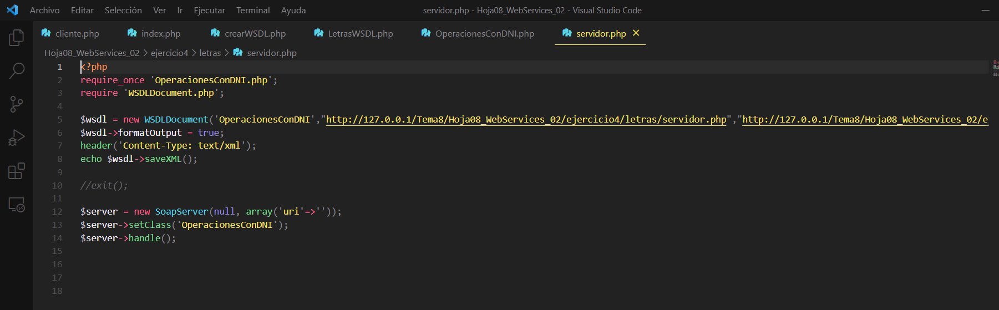 Archivo Editar Selección Ver Ir Ejecutar Terminal Ayuda servidor.php - Hoja08_WebServices_02 - Visual Studio Code
cliente.php index.php crearWSDL.php LetrasWSDL.php OperacionesConDNI.php servidor.php
Hoja08_WebServices_02 > ejercicio4 > letras > servidor.php
1 <?php
2 require_once 'OperacionesConDNI.php';
3 require 'WSDLDocument.php';
4
5 $wsdl = new WSDLDocument('OperacionesConDNI',"http://127.0.0.1/Tema8/Hoja08_WebServices_02/ejercicio4/letras/servidor.php","http://127.0.0.1/Tema8/Hoja08_WebServices_02/e
6 $wsdl->formatOutput = true;
7 header('Content-Type: text/xml');
8 echo $wsdl->saveXML();
9
10 //exit();
11
12 $server = new SoapServer(null, array('uri'=>''));
13 $server->setClass('OperacionesConDNI');
14 $server->handle();
15
16
17
18